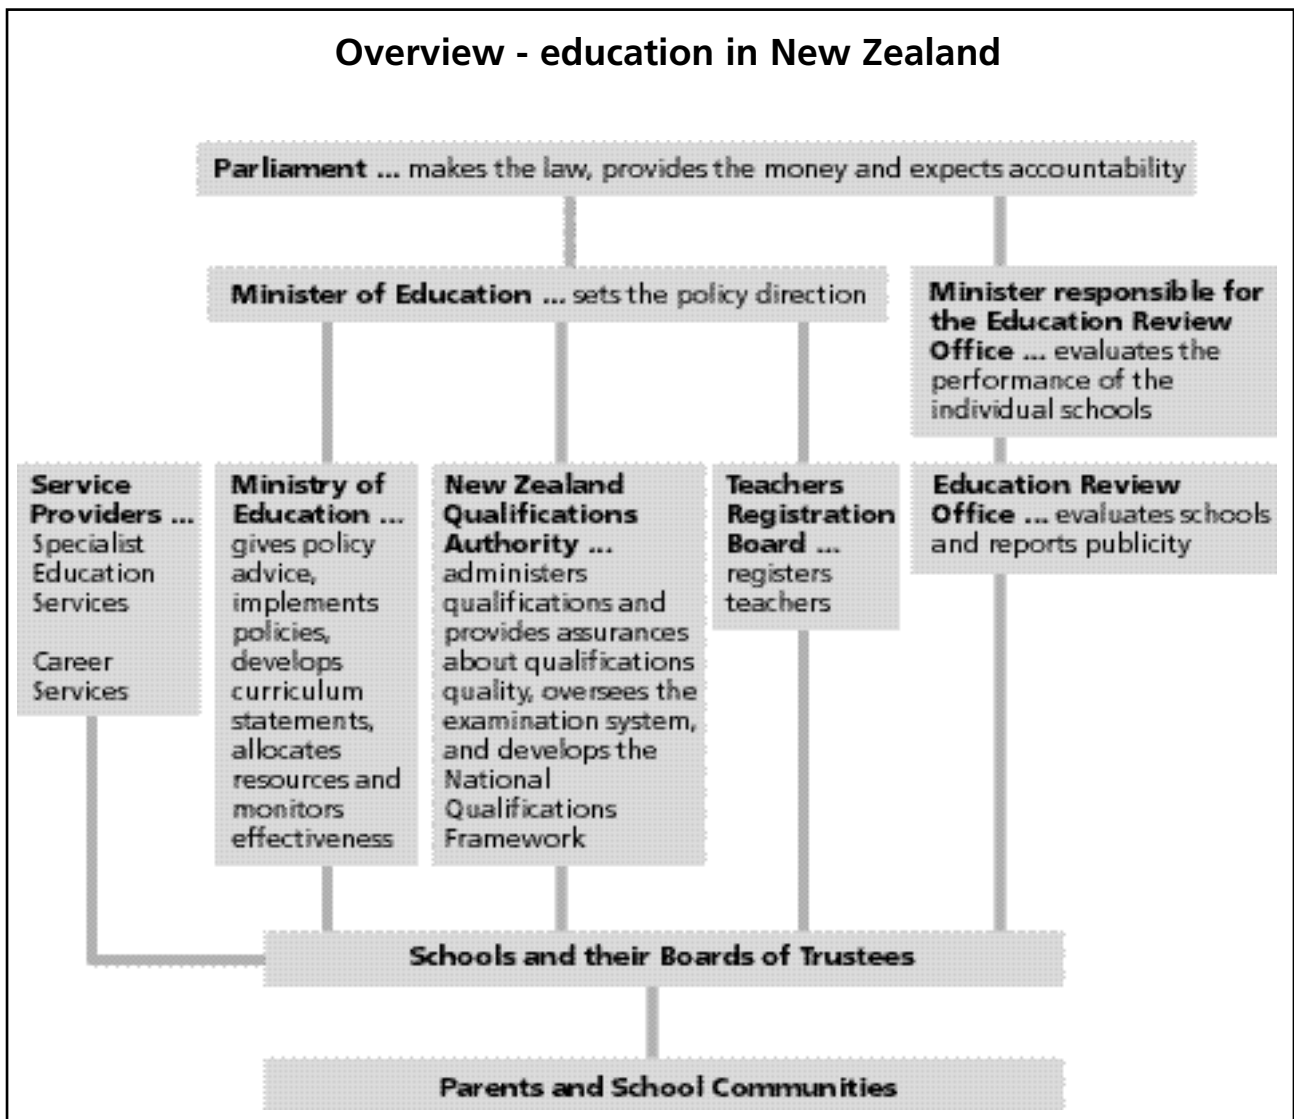 Overview - education in New Zealand
Parliament ... makes the law, provides the money and expects accountability
Minister of Education ... sets the policy direction
Minister responsible for
the Education Review
Office ... evaluates the
performance of the
individual schools
Service
Providers ...
Specialist
Education
Services
Career
Services
Ministry of
Education ...
gives policy
advice,
implements
policies,
develops
curriculum
statements,
allocates
resources and
monitors
effectiveness
New Zealand
Qualifications
Authority ...
administers
qualifications and
provides assurances
about qualifications
quality, oversees the
examination system,
and develops the
National
Qualifications
Framework
Teachers
Registration
Board ...
registers
teachers
Education Review
Office ... evaluates schools
and reports publicity
Schools and their Boards of Trustees
Parents and School Communities